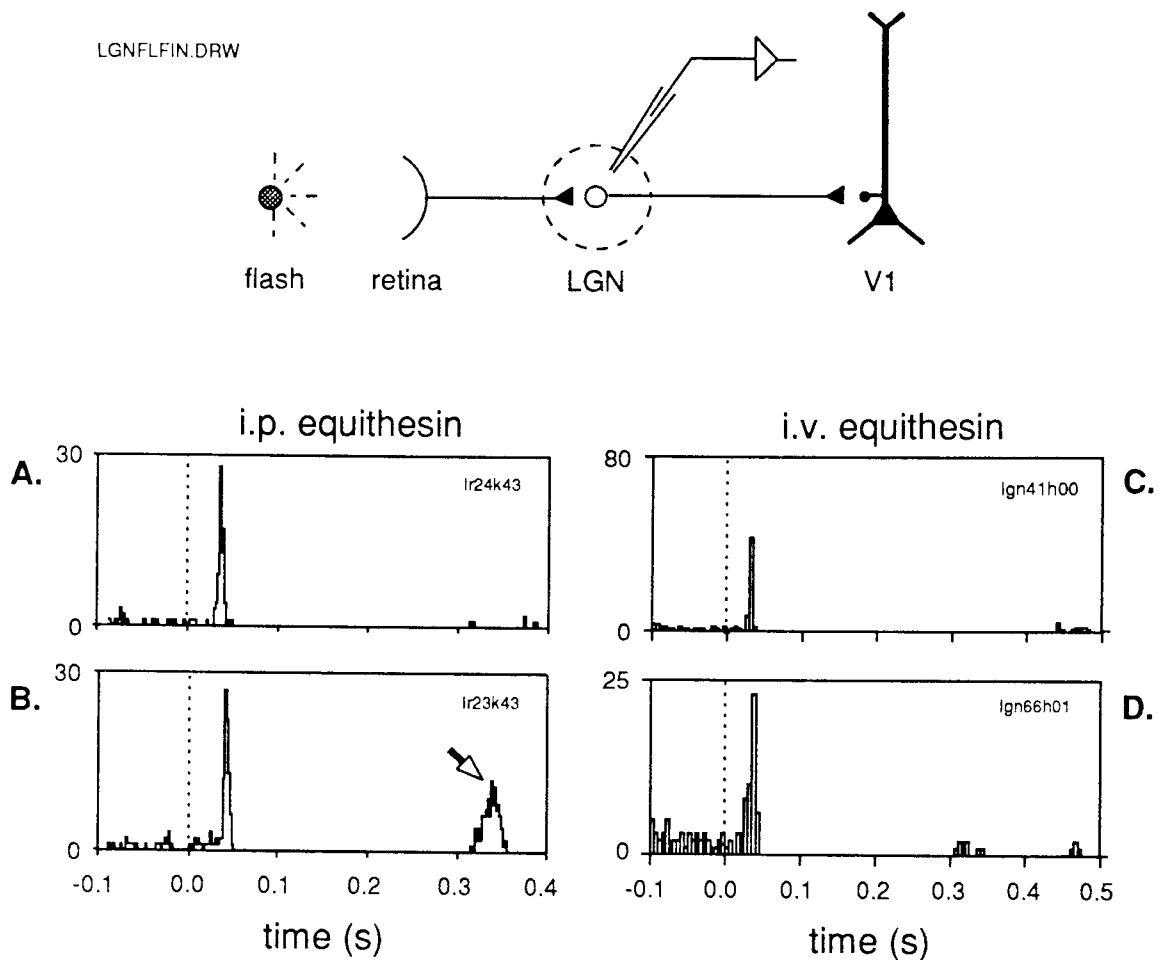 LGNFLFIN.DRW
flash retina LGN V1
i.p. equithesin
i.v. equithesin
A.
30
0
lr24k43
80
0
lgn41h00
C.
B.
30
0
lr23k43
25
0
lgn66h01
D.
-0.1 0.0 0.1 0.2 0.3 0.4
-0.1 0.0 0.1 0.2 0.3 0.4 0.5
time (s)
time (s)